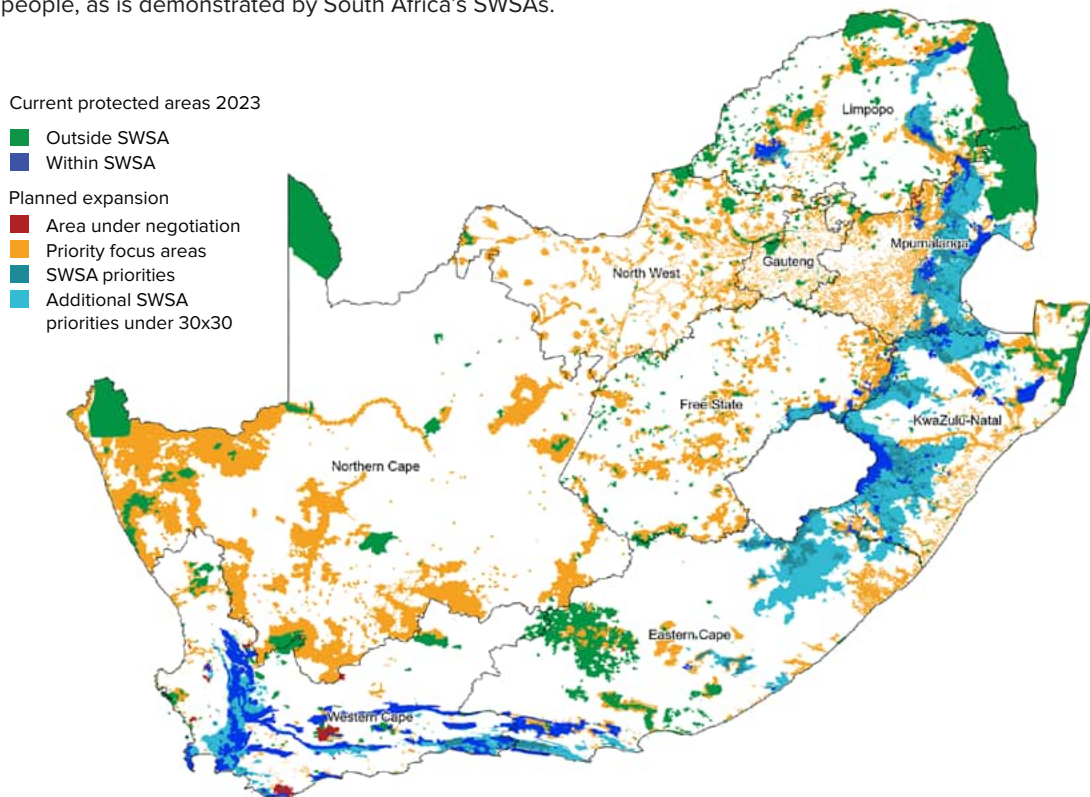 people, as is demonstrated by South Africa's SWSAs.
Current protected areas 2023
Outside SWSA
Within SWSA
Planned expansion
Area under negotiation
Priority focus areas
SWSA priorities
Additional SWSA
priorities under 30x30
Limpopo
Mpumalanga
Gauteng
North West
Free State
KwaZulu-Natal
Northern Cape
Eastern Cape
Western Cape